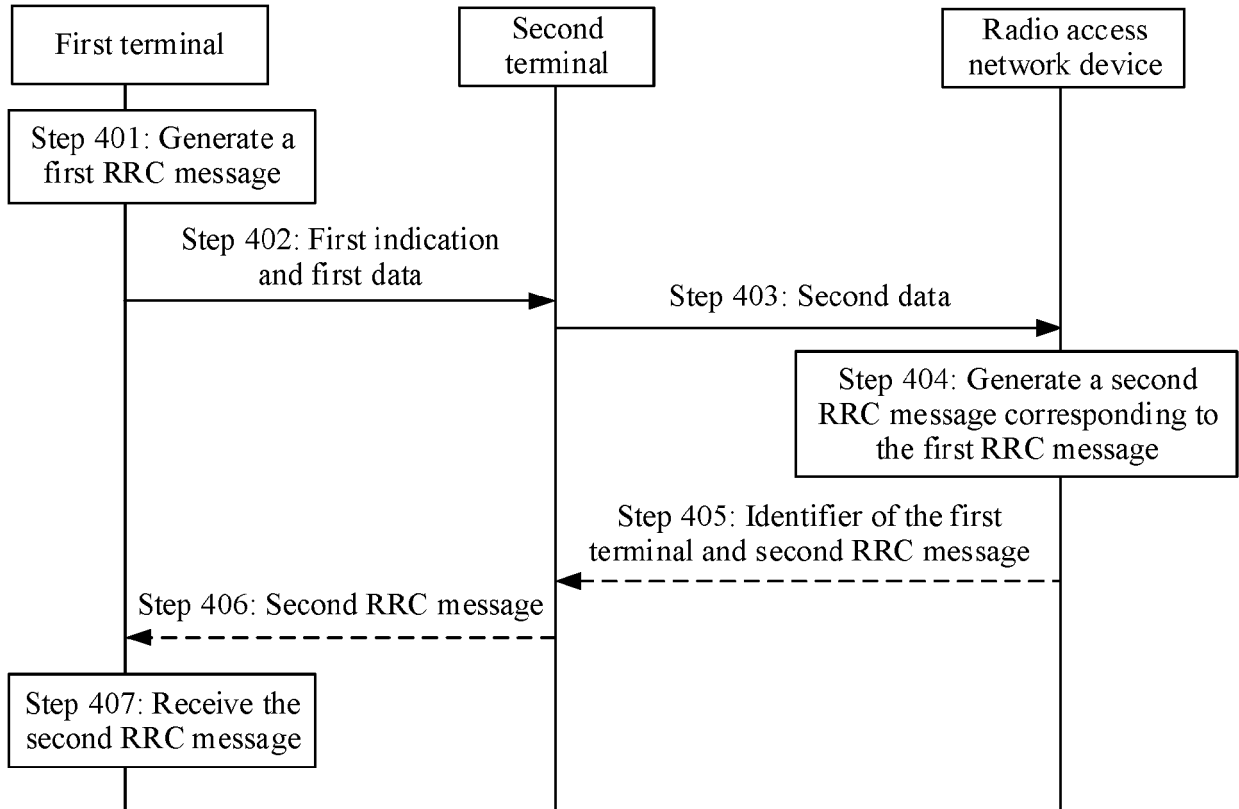 First terminal
Second
terminal
Radio access
network device
Step 401: Generate a
first RRC message
Step 402: First indication
and first data
Step 403: Second data
Step 404: Generate a second
RRC message corresponding to
the first RRC message
Step 405: Identifier of the first
terminal and second RRC message
Step 406: Second RRC message
Step 407: Receive the
second RRC message